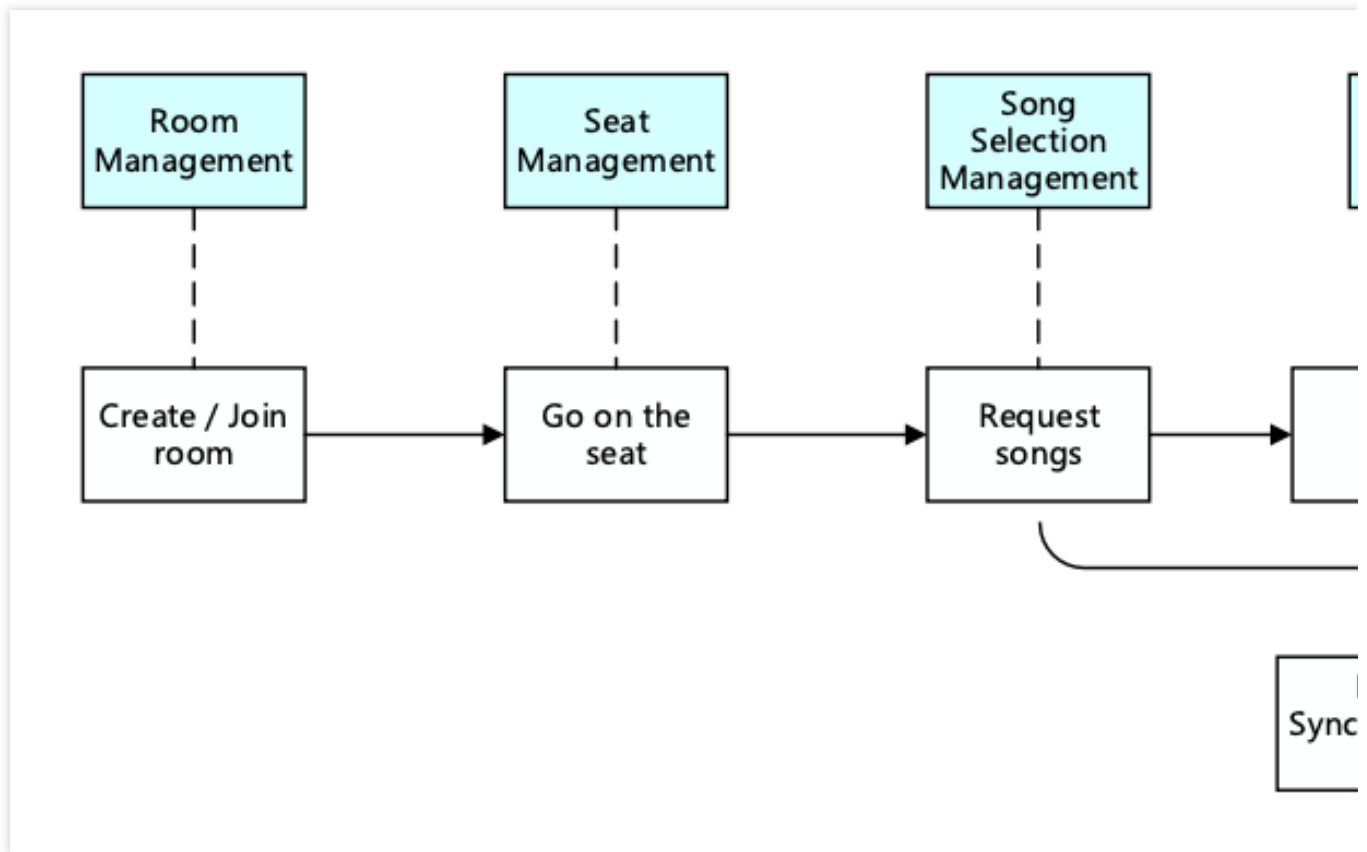 Room
Management
Seat
Management
Song
Selection
Management
Create / Join
room
Go on the
seat
Request
songs